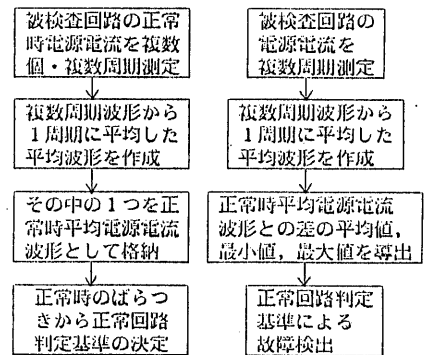 被検査回路の正常
時電源電流を複数
個・複数周期測定
複数周期波形から
1周期に平均した
平均波形を作成
その中の1つを正
常時平均電源電流
波形として格納
正常時のばらつ
きから正常回路
判定基準の決定
被検査回路の
電源電流を
複数周期測定
複数周期波形から
1周期に平均した
平均波形を作成
正常時平均電源電流
波形との差の平均値,
最小値,最大値を導出
正常回路判定
基準による
故障検出